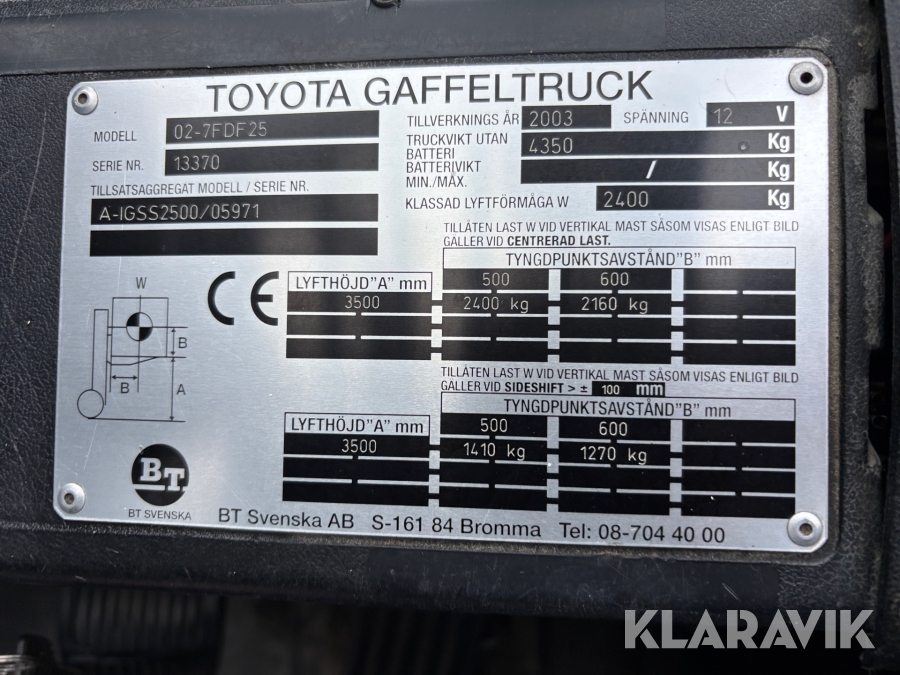 TOYOTA GAFFELTRUCK
MODELL 02-7FDF25
SERIE NR. 13370
TILLSATSAGGREGAT MODELL / SERIE NR.
A-IGSS2500/05971
TILLVERKNINGS ÅR 2003 SPÄNNING 12 V
TRUCKVIKT UTAN BATTERI 4350 Kg
BATTERIVIKT MIN./MAX. / Kg
KLASSAD LYFTFÖRMÅGA W 2400 Kg
TILLÅTEN LAST W VID VERTIKAL MAST SÅSOM VISAS ENLIGT BILD
GÄLLER VID CENTRERAD LAST.
LYFTHÖJD"A" mm TYNGDPUNKTSAVSTÅND"B" mm
500 600
3500 2400 kg 2160 kg
TILLÅTEN LAST W VID VERTIKAL MAST SÅSOM VISAS ENLIGT BILD
GÄLLER VID SIDESHIFT > ± 100 mm
LYFTHÖJD"A" mm TYNGDPUNKTSAVSTÅND"B" mm
500 600
3500 1410 kg 1270 kg
CE
W
B
B
A
BT
BT SVENSKA
BT Svenska AB S-161 84 Bromma Tel: 08-704 40 00
KLARAVIK